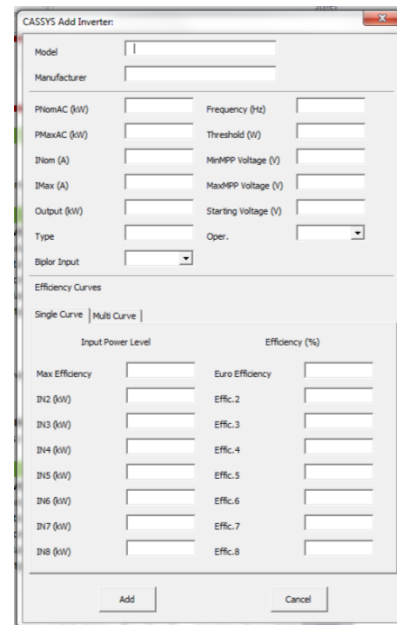 CASSYS Add Inverter:
Model
Manufacturer
PNomAC (kW) Frequency (Hz)
PMaxAC (kW) Threshold (W)
INom (A) MinMPP Voltage (V)
IMax (A) MaxMPP Voltage (V)
Output (kW) Starting Voltage (V)
Type Oper.
Biplor Input
Efficiency Curves
Single Curve Multi Curve
Input Power Level Efficiency (%)
Max Efficiency Euro Efficiency
IN2 (kW) Effic.2
IN3 (kW) Effic.3
IN4 (kW) Effic.4
IN5 (kW) Effic.5
IN6 (kW) Effic.6
IN7 (kW) Effic.7
IN8 (kW) Effic.8
Add Cancel